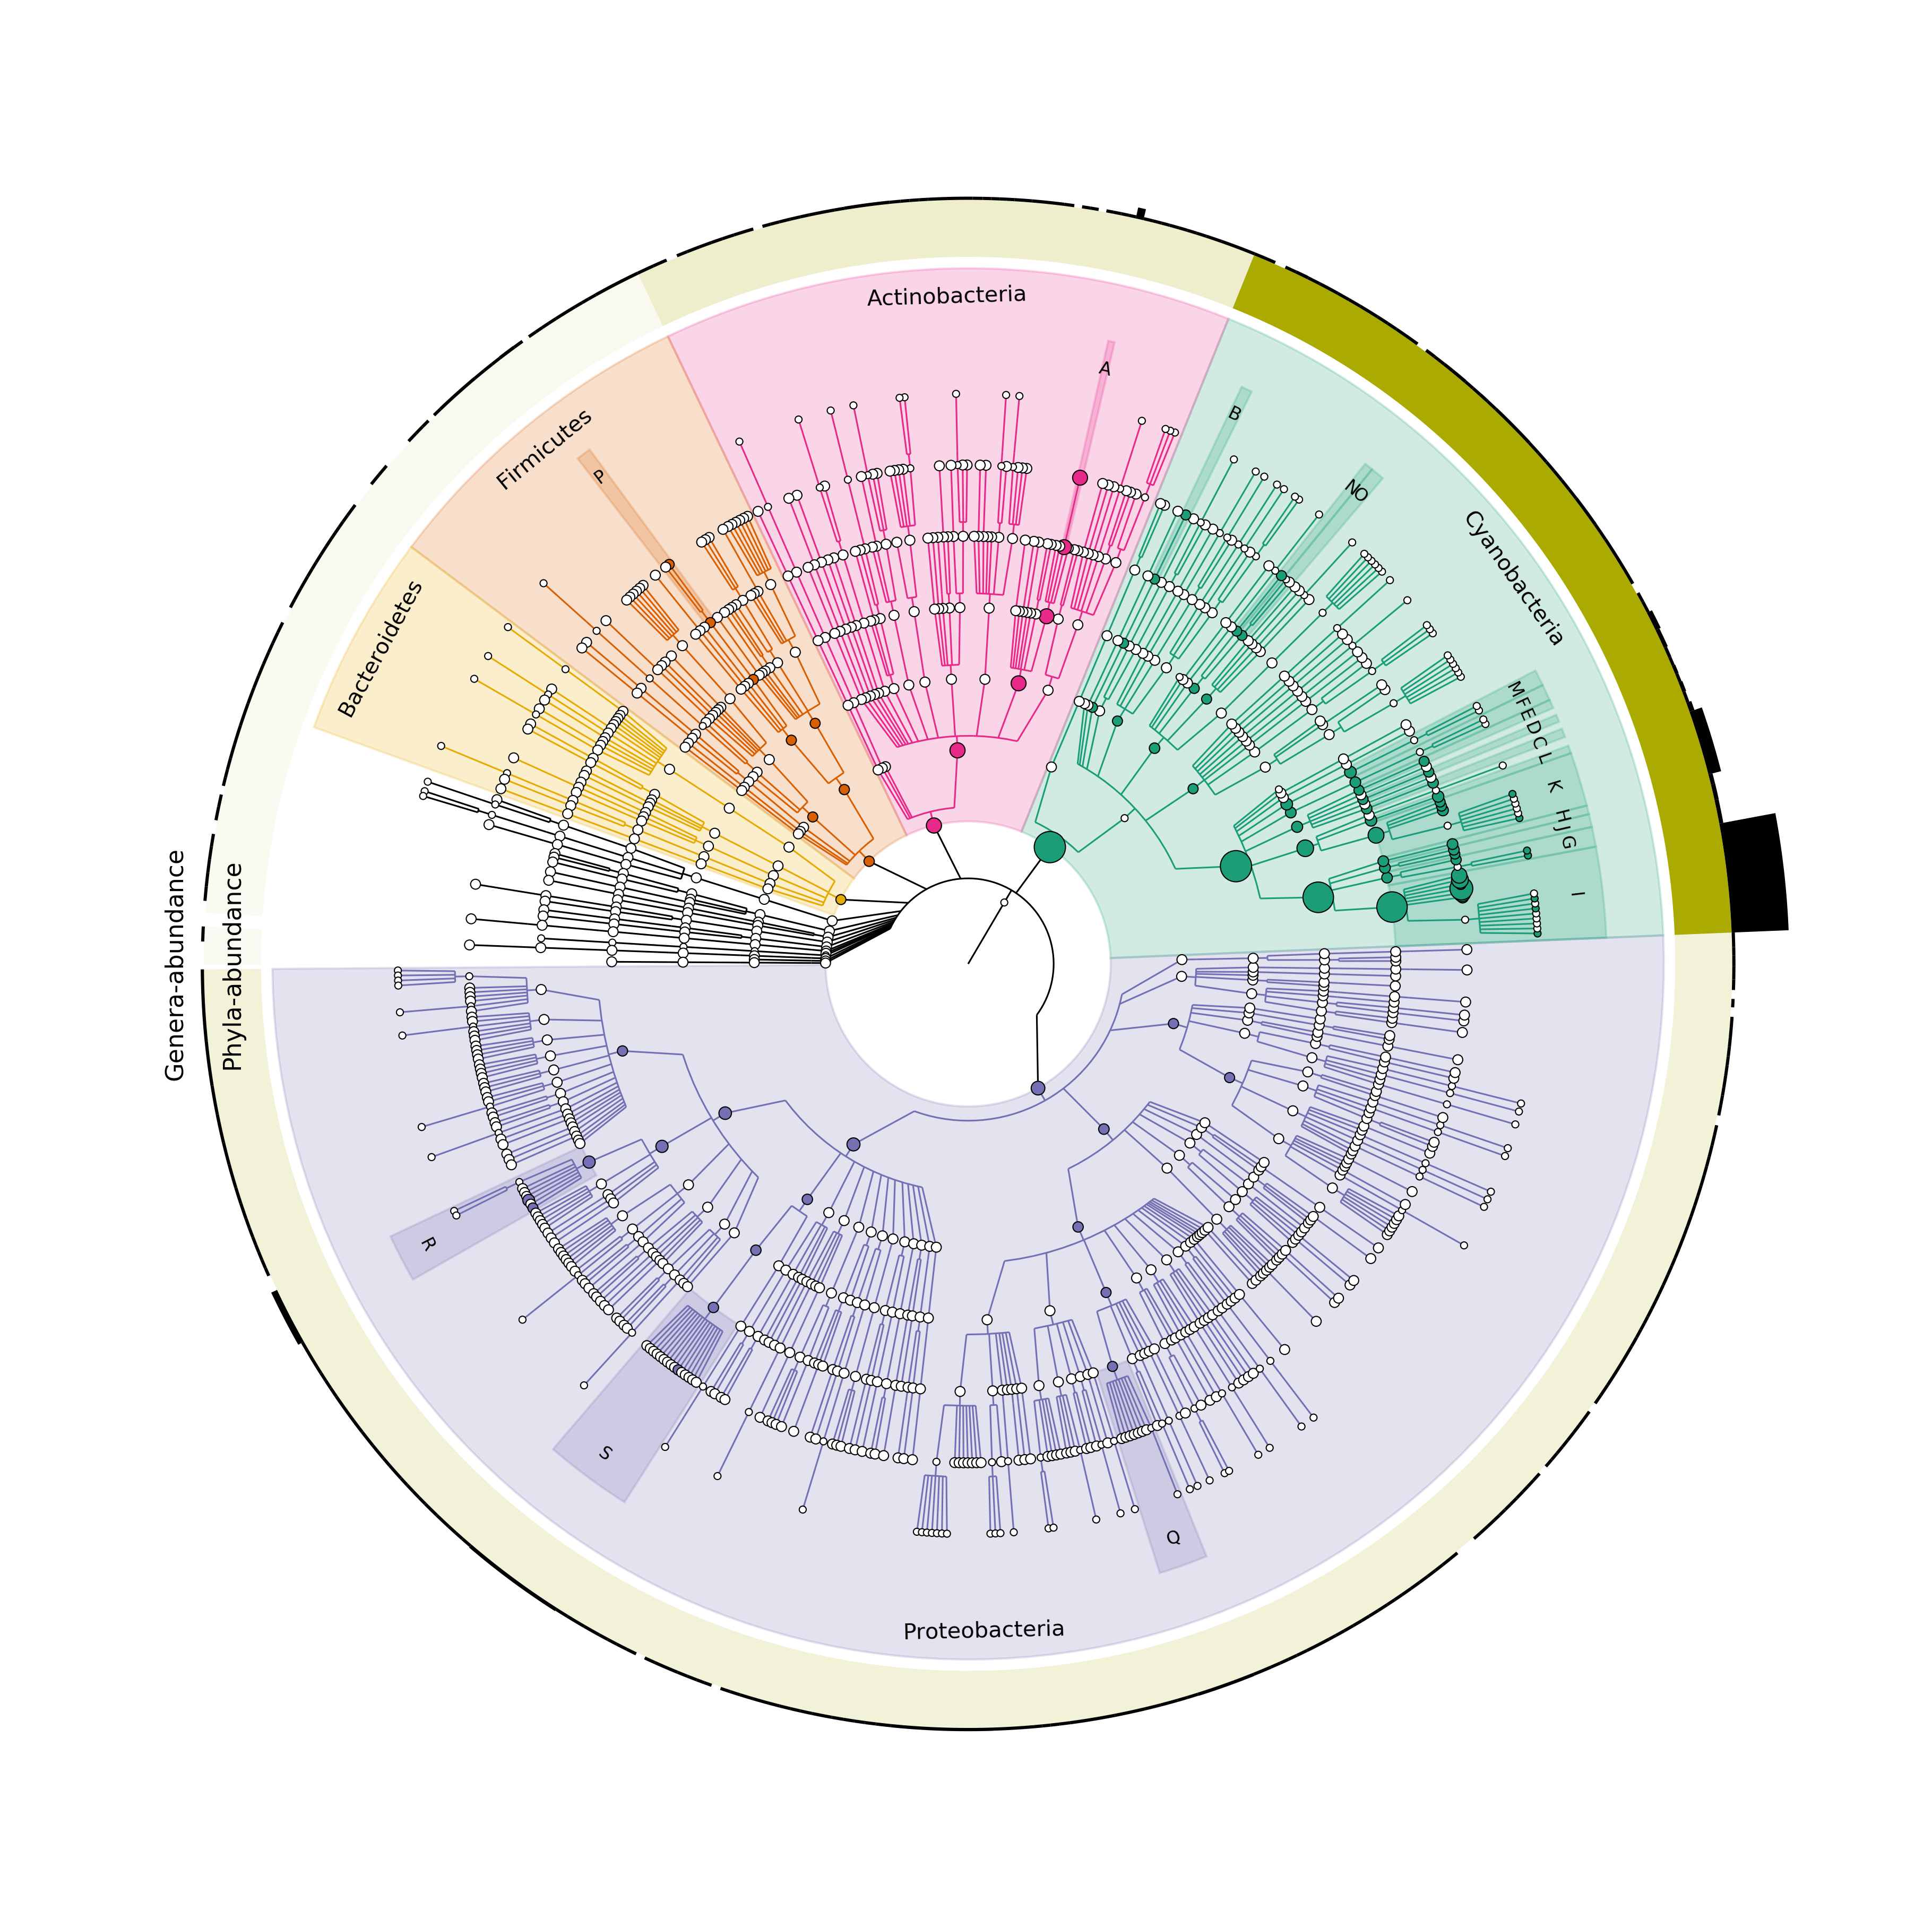 Actinobacteria
A
B
Firmicutes
P
NO
Cyanobacteria
Bacteroidetes
M
F
E
D
C
L
K
H
J
G
I
Genera-abundance
Phyla-abundance
R
S
Q
Proteobacteria